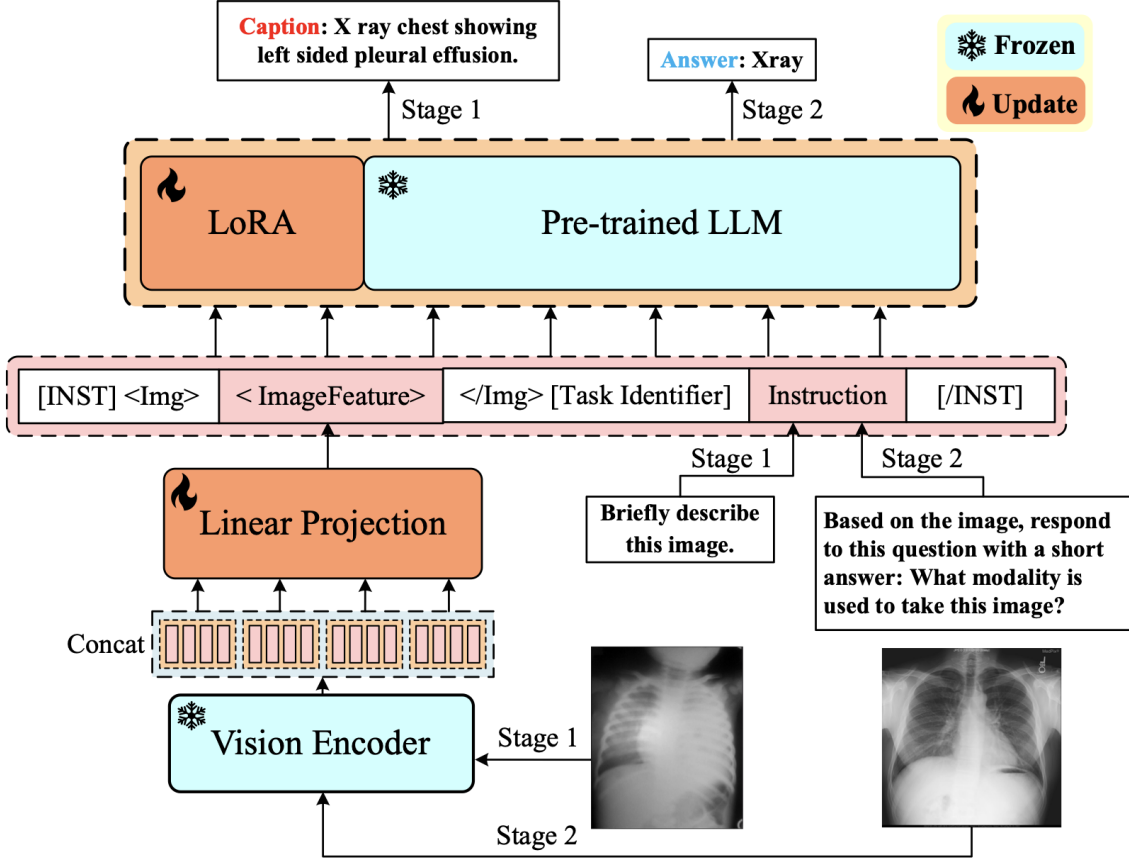 Caption: X ray chest showing
left sided pleural effusion.
Answer: Xray
Frozen
Update
Stage 1
Stage 2
LoRA
Pre-trained LLM
[INST] <Img>
< ImageFeature>
</Img> [Task Identifier]
Instruction
[/INST]
Stage 1
Stage 2
Linear Projection
Briefly describe
this image.
Based on the image, respond
to this question with a short
answer: What modality is
used to take this image?
Concat
Vision Encoder
Stage 1
Stage 2